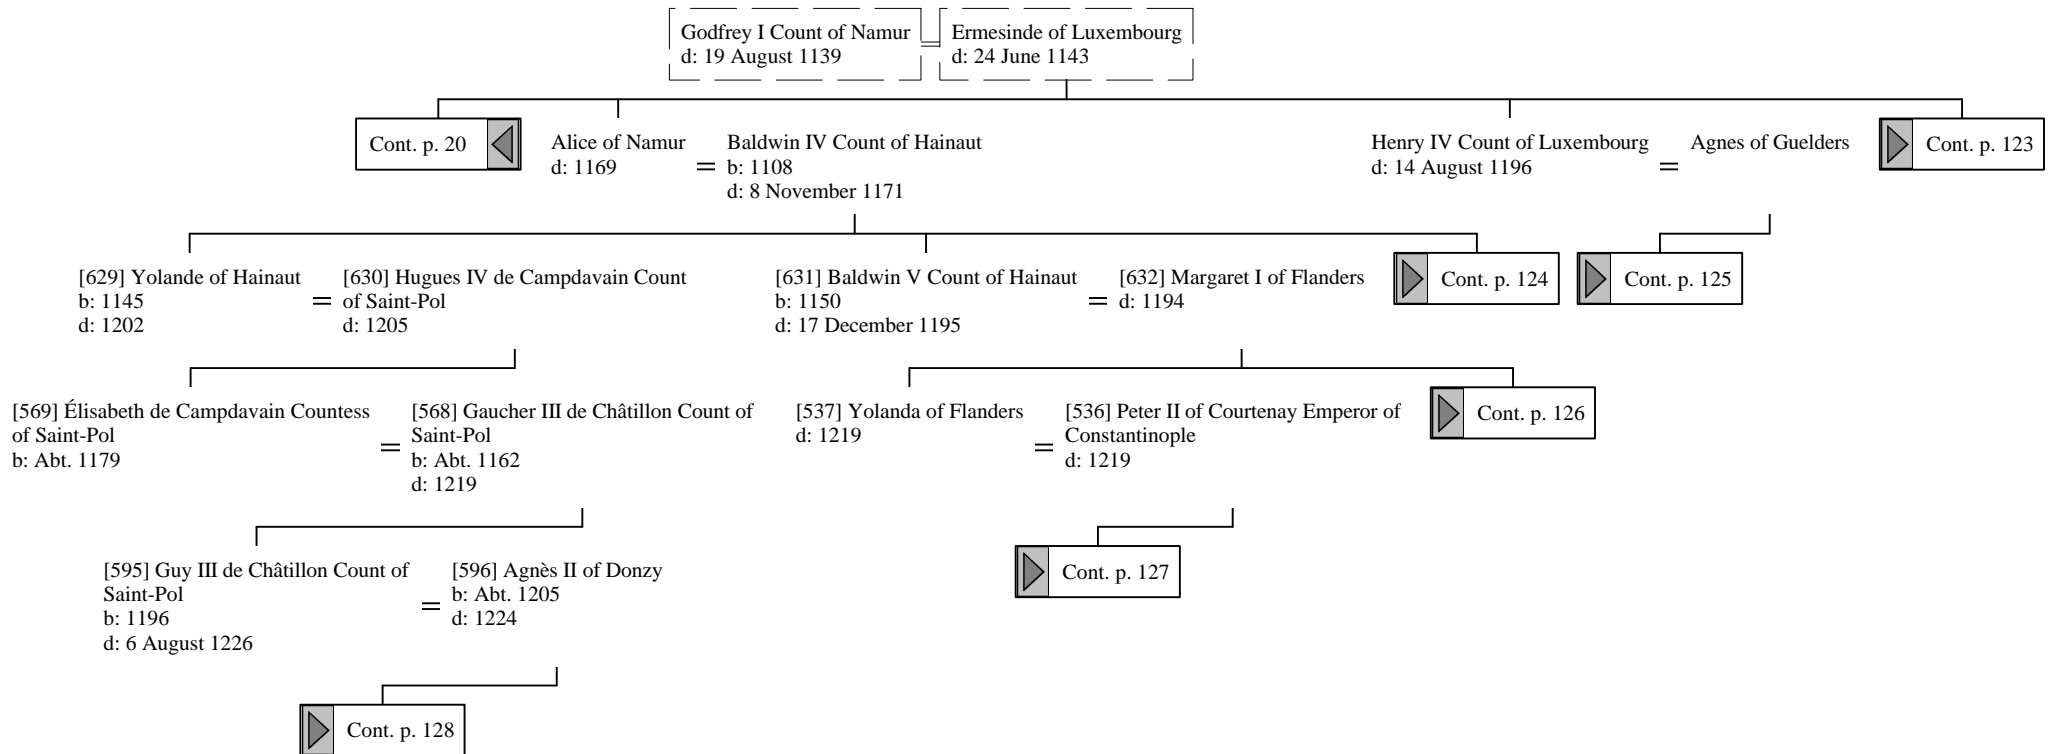 Godfrey I Count of Namur
d: 19 August 1139
=
Ermesinde of Luxembourg
d: 24 June 1143
Cont. p. 20
Alice of Namur
d: 1169
=
Baldwin IV Count of Hainaut
b: 1108
d: 8 November 1171
Henry IV Count of Luxembourg
d: 14 August 1196
=
Agnes of Guelders
Cont. p. 123
[629] Yolande of Hainaut
b: 1145
d: 1202
=
[630] Hugues IV de Campdavain Count
of Saint-Pol
d: 1205
[631] Baldwin V Count of Hainaut
b: 1150
d: 17 December 1195
=
[632] Margaret I of Flanders
d: 1194
Cont. p. 124
Cont. p. 125
[569] Élisabeth de Campdavain Countess
of Saint-Pol
b: Abt. 1179
=
[568] Gaucher III de Châtillon Count of
Saint-Pol
b: Abt. 1162
d: 1219
[537] Yolanda of Flanders
d: 1219
=
[536] Peter II of Courtenay Emperor of
Constantinople
d: 1219
Cont. p. 126
[595] Guy III de Châtillon Count of
Saint-Pol
b: 1196
d: 6 August 1226
=
[596] Agnès II of Donzy
b: Abt. 1205
d: 1224
Cont. p. 127
Cont. p. 128